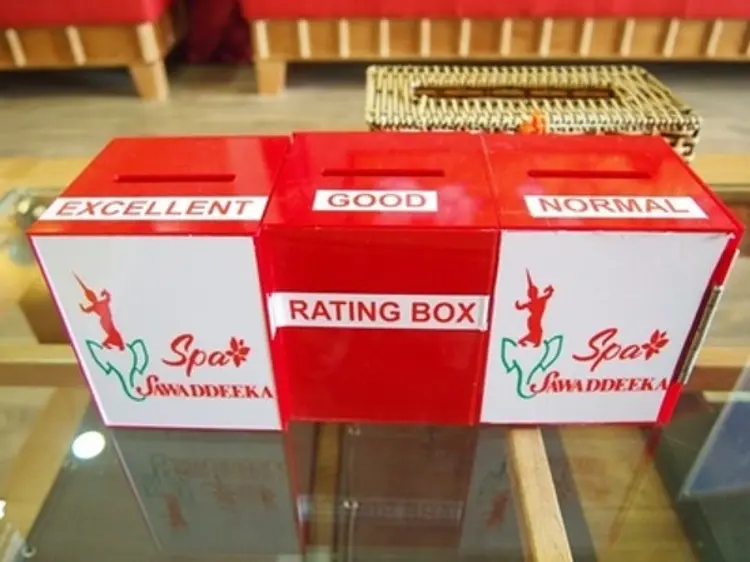 EXCELLENT
GOOD
NORMAL
RATING BOX
Spa
SAWADDEEKA
Spa
SAWADDEEKA